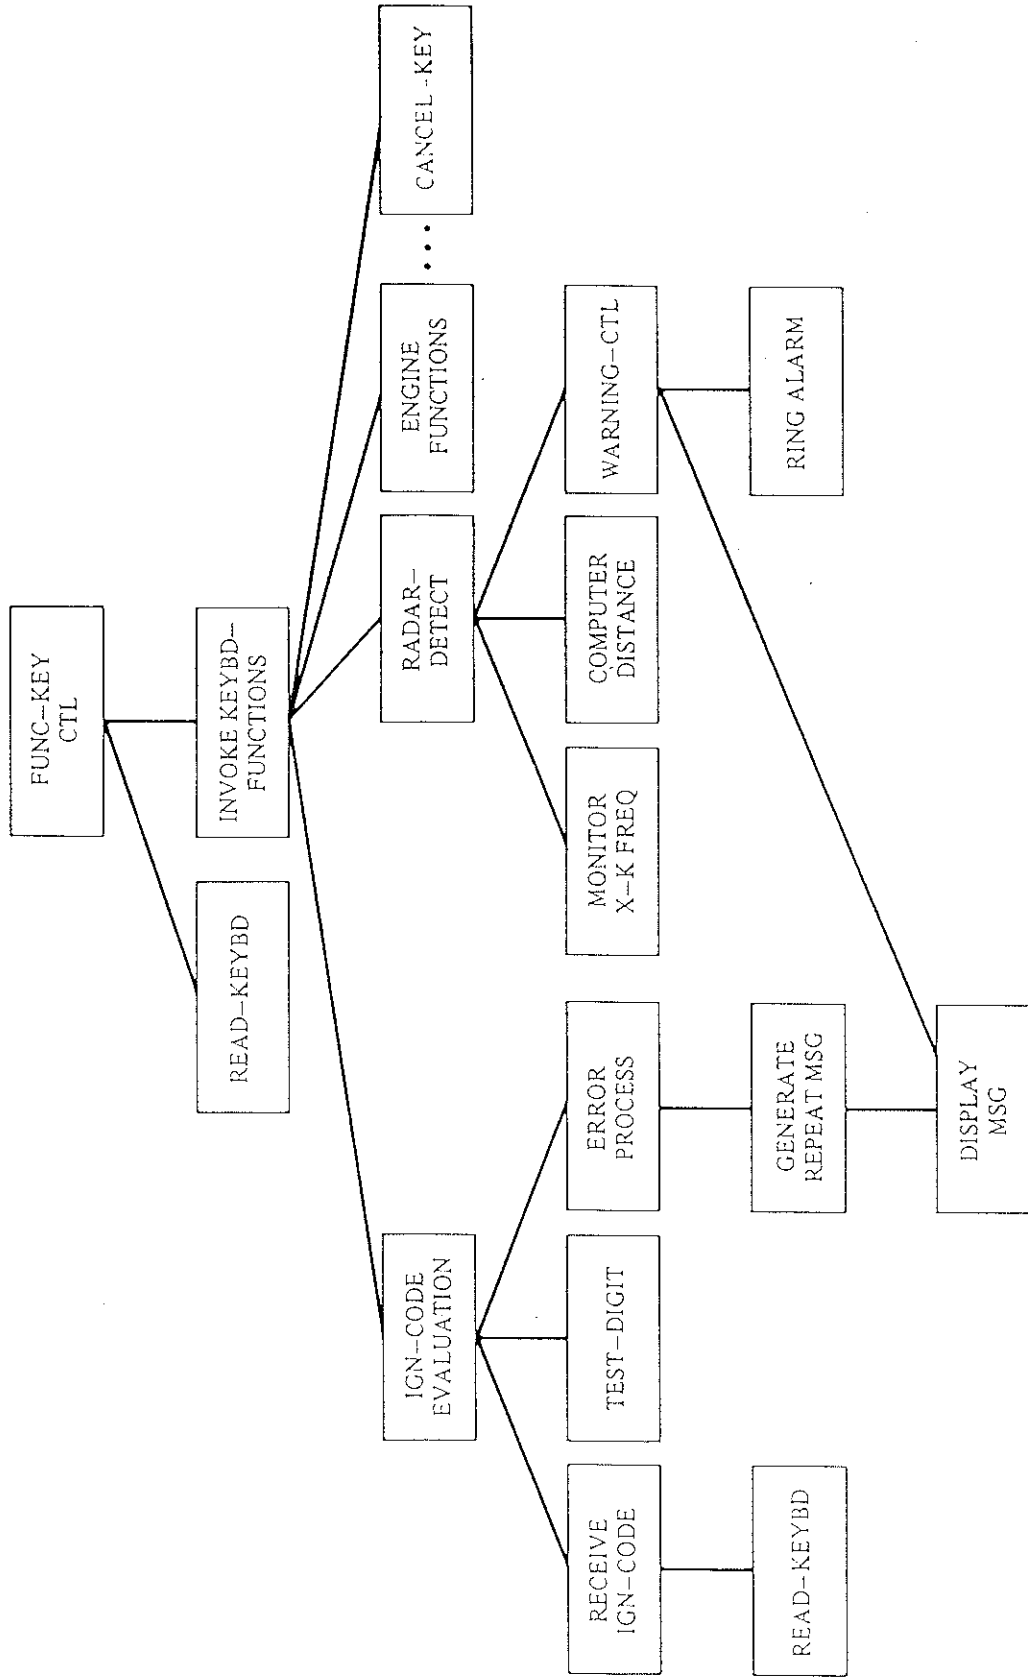 FUNC–KEY
CTL
READ–KEYBD
INVOKE KEYBD–
FUNCTIONS
IGN–CODE
EVALUATION
RADAR–
DETECT
ENGINE
FUNCTIONS
• • •
CANCEL-KEY
RECEIVE
IGN–CODE
TEST–DIGIT
ERROR
PROCESS
MONITOR
X–K FREQ
COMPUTER
DISTANCE
WARNING–CTL
READ–KEYBD
GENERATE
REPEAT MSG
RING ALARM
DISPLAY
MSG